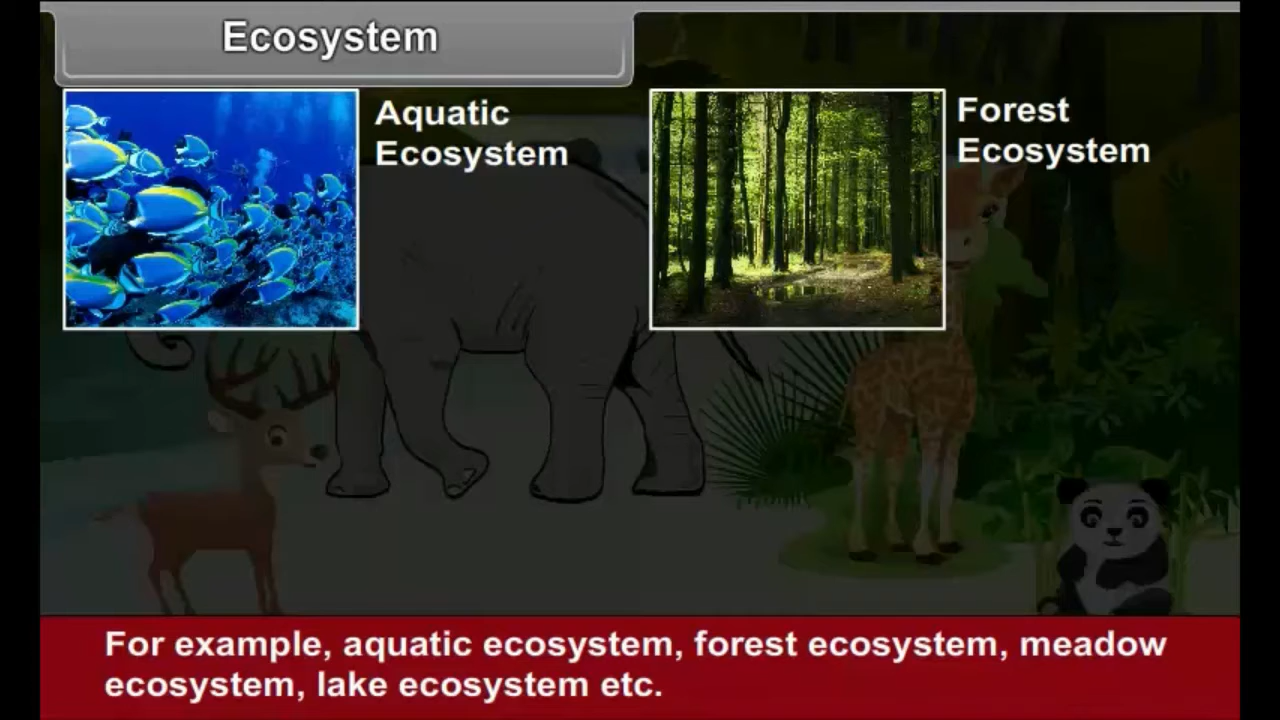 Ecosystem
Aquatic
Ecosystem
Forest
Ecosystem
For example, aquatic ecosystem, forest ecosystem, meadow
ecosystem, lake ecosystem etc.